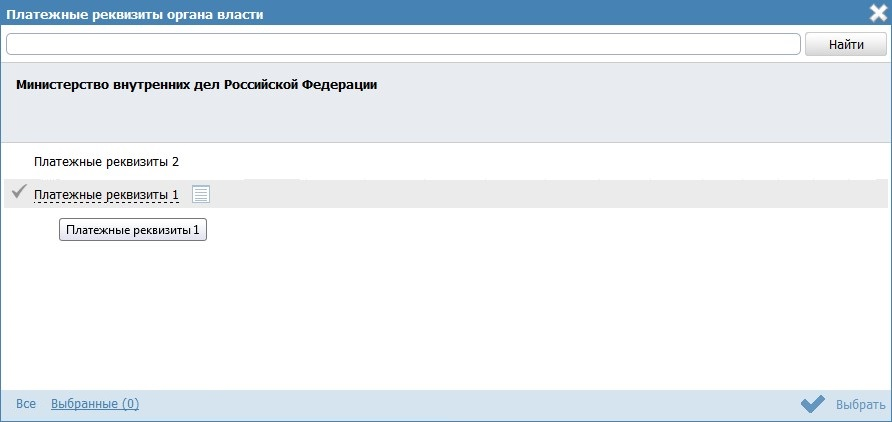 Платежные реквизиты органа власти
Найти
Министерство внутренних дел Российской Федерации
Платежные реквизиты 2
Платежные реквизиты 1
Платежные реквизиты 1
Все Выбранные (0) Выбрать